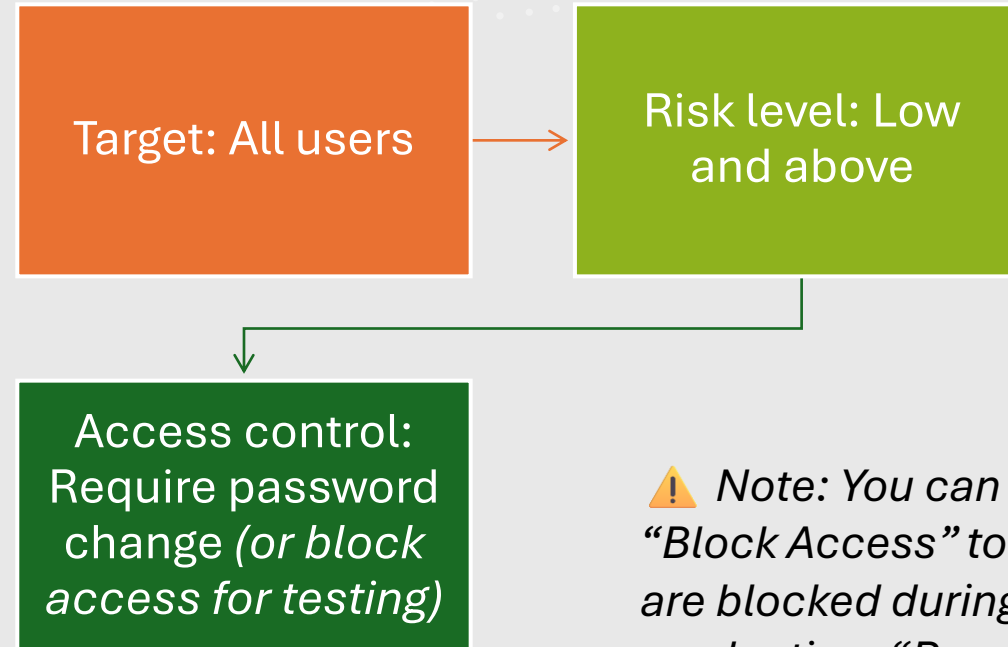 Target: All users
Risk level: Low
and above
Access control:
Require password
change (or block
access for testing)
⚠️ Note: You can
“Block Access” to
are blocked during